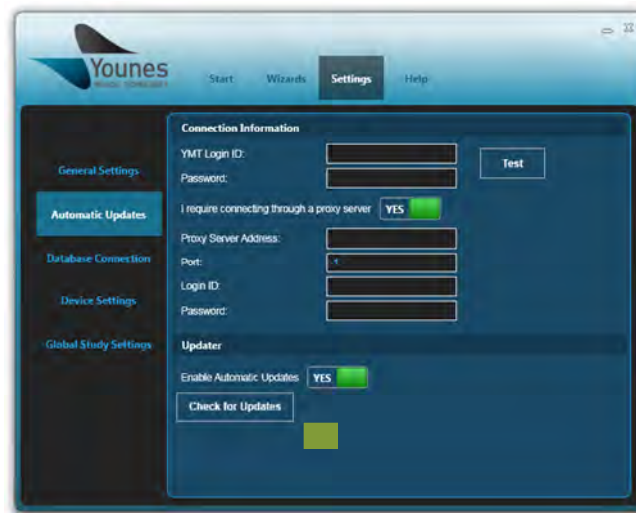 Younes
Start Wizards Settings Help
Connection Information
YMT Login ID:
Test
Password:
General Settings
I require connecting through a proxy server YES
Automatic Updates
Proxy Server Address:
Database Connection
Port: -1
Login ID:
Device Settings
Password:
Global Study Settings
Updater
Enable Automatic Updates YES
Check for Updates